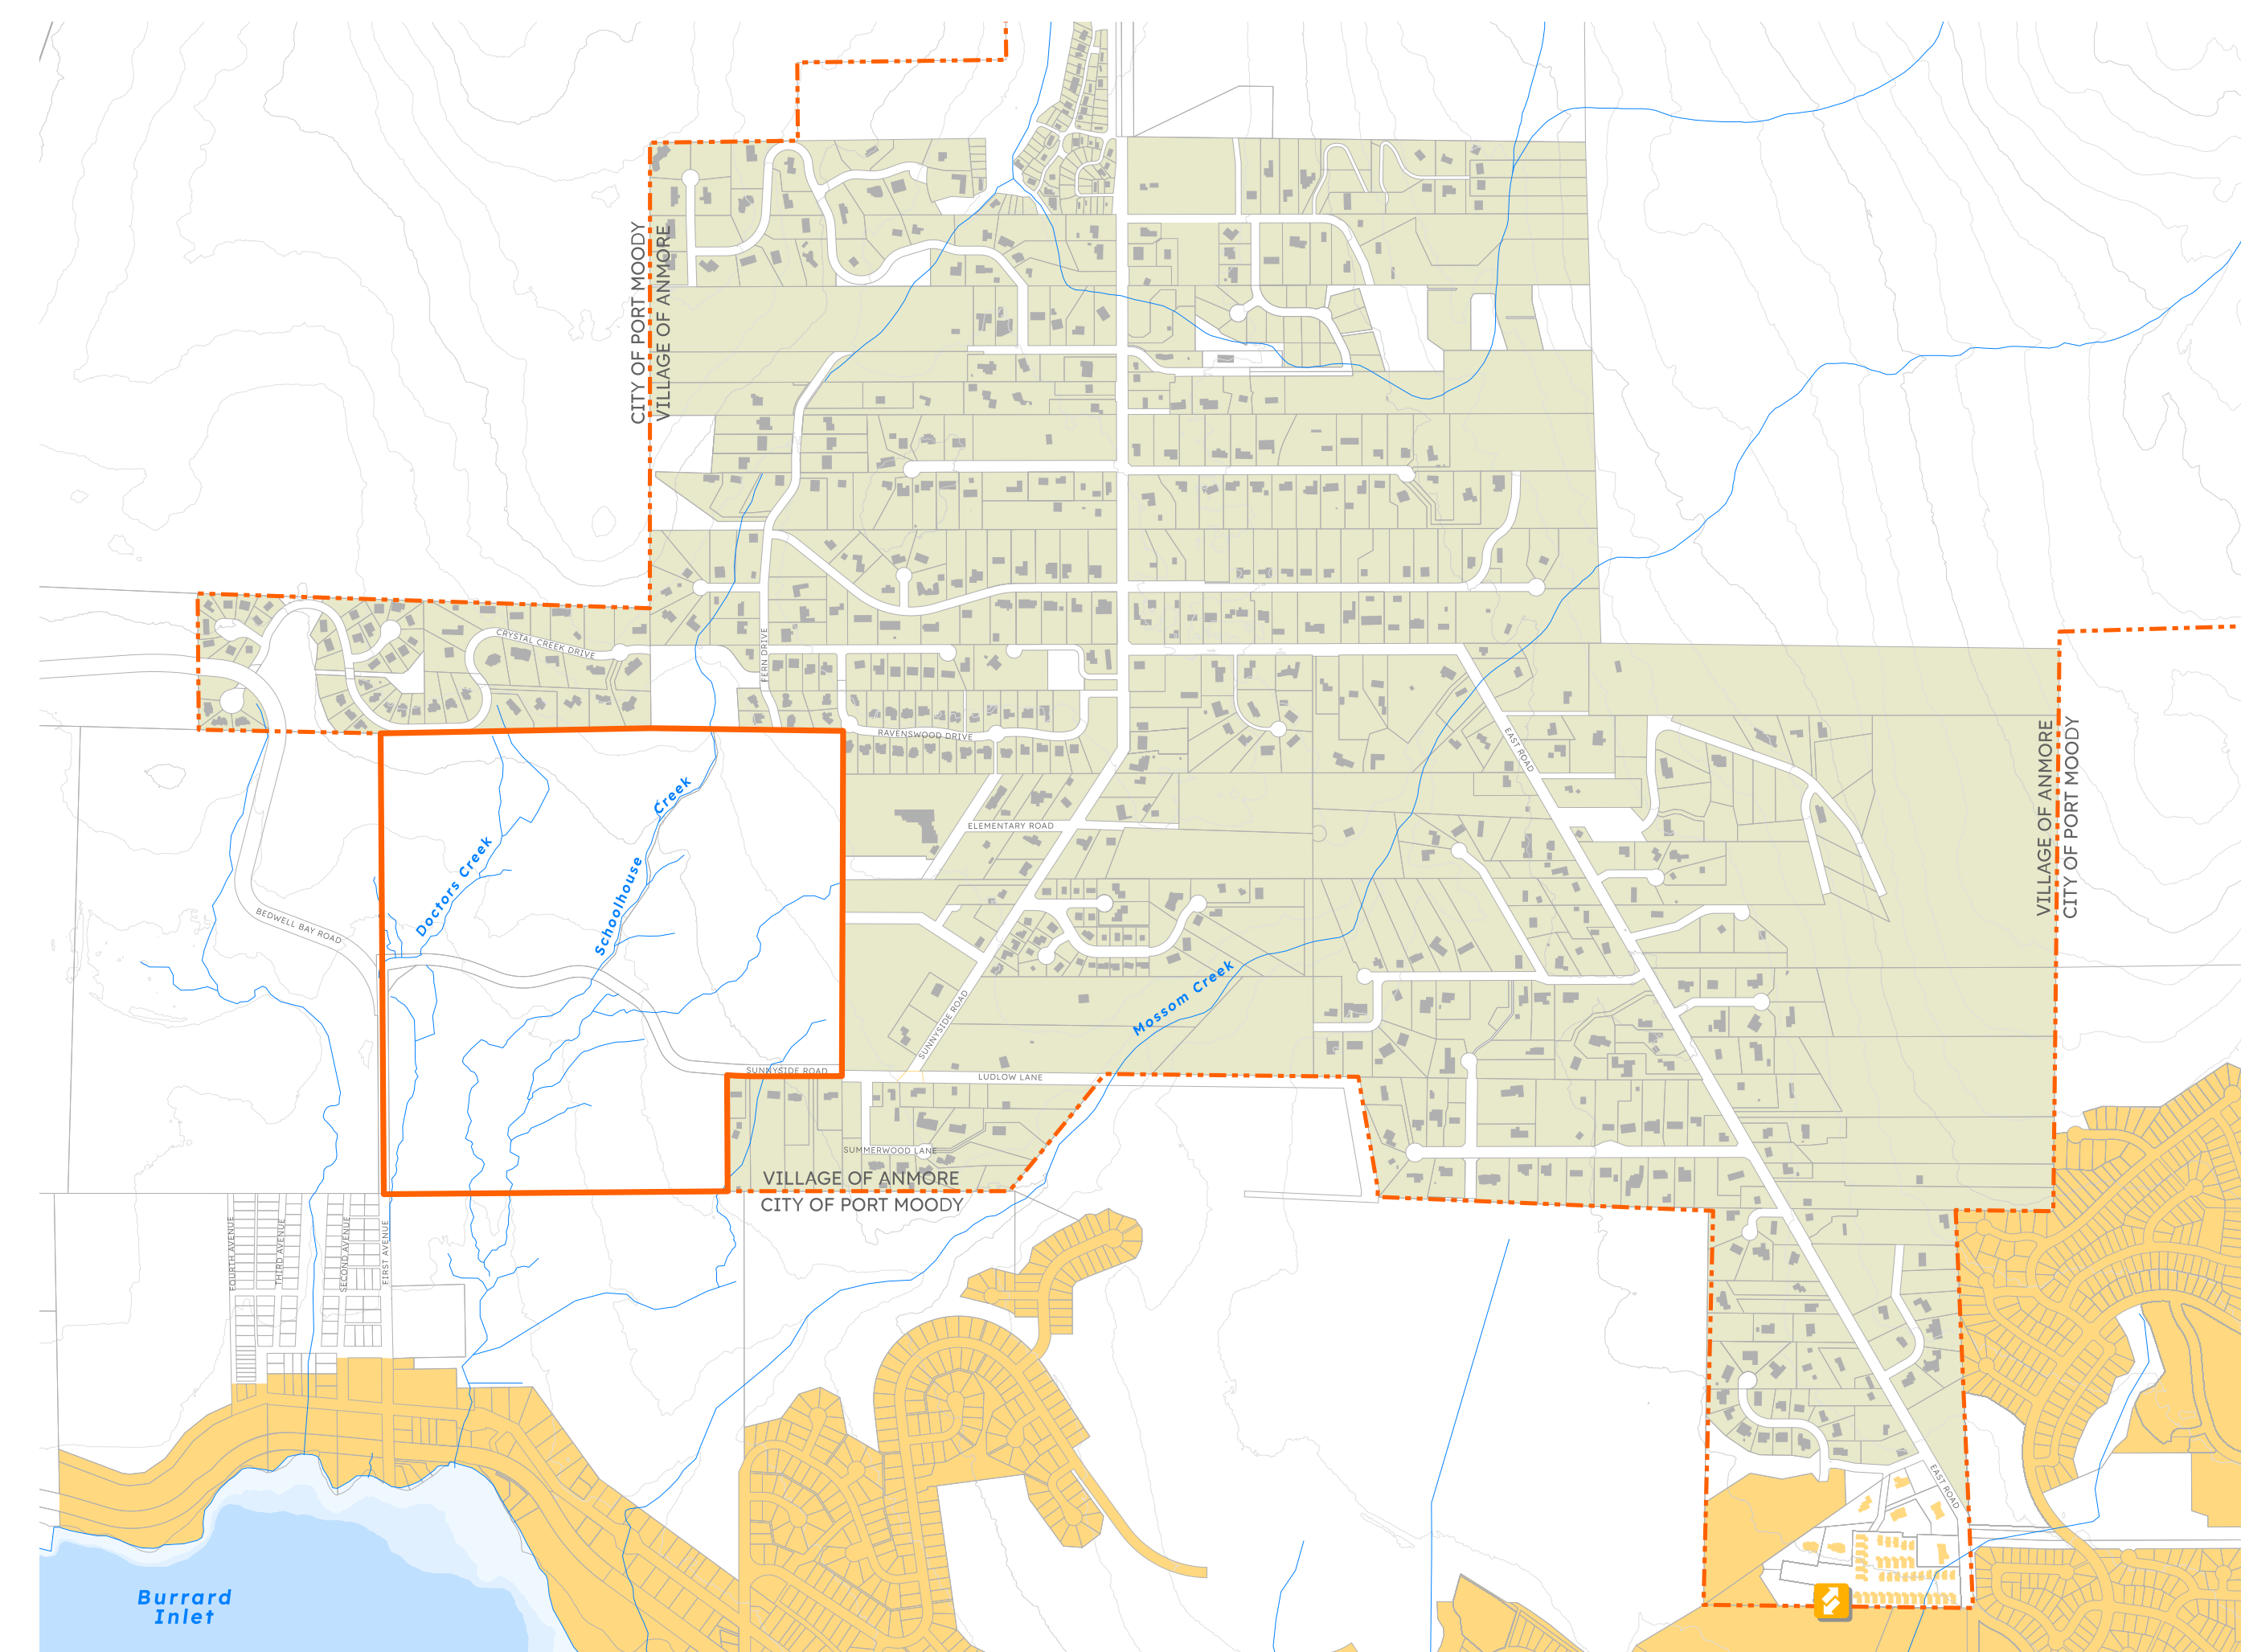 CITY OF PORT MOODY
VILLAGE OF ANMORE
CRYSTAL CREEK DRIVE
FERN DRIVE
RAVENSWOOD DRIVE
EAST ROAD
VILLAGE OF ANMORE
CITY OF PORT MOODY
Creek
Schoolhouse
Doctors Creek
ELEMENTARY ROAD
BEDWELL BAY ROAD
Mossom Creek
SUNNYSIDE ROAD
SUNNYSIDE ROAD
LUDLOW LANE
SUMMERWOOD LANE
VILLAGE OF ANMORE
CITY OF PORT MOODY
FOURTH AVENUE
THIRD AVENUE
SECOND AVENUE
FIRST AVENUE
EAST ROAD
Burrard
Inlet